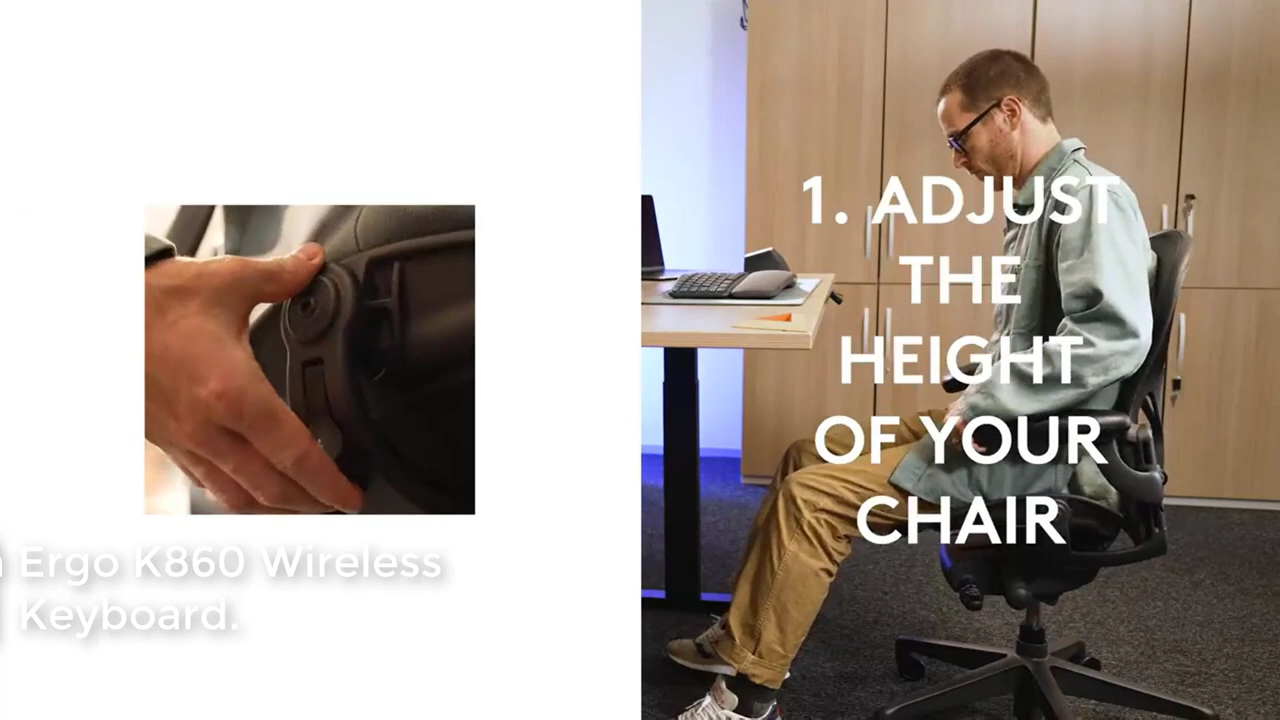 Ergo K860 Wireless
Keyboard.
1. ADJUST
THE
HEIGHT
OF YOUR
CHAIR